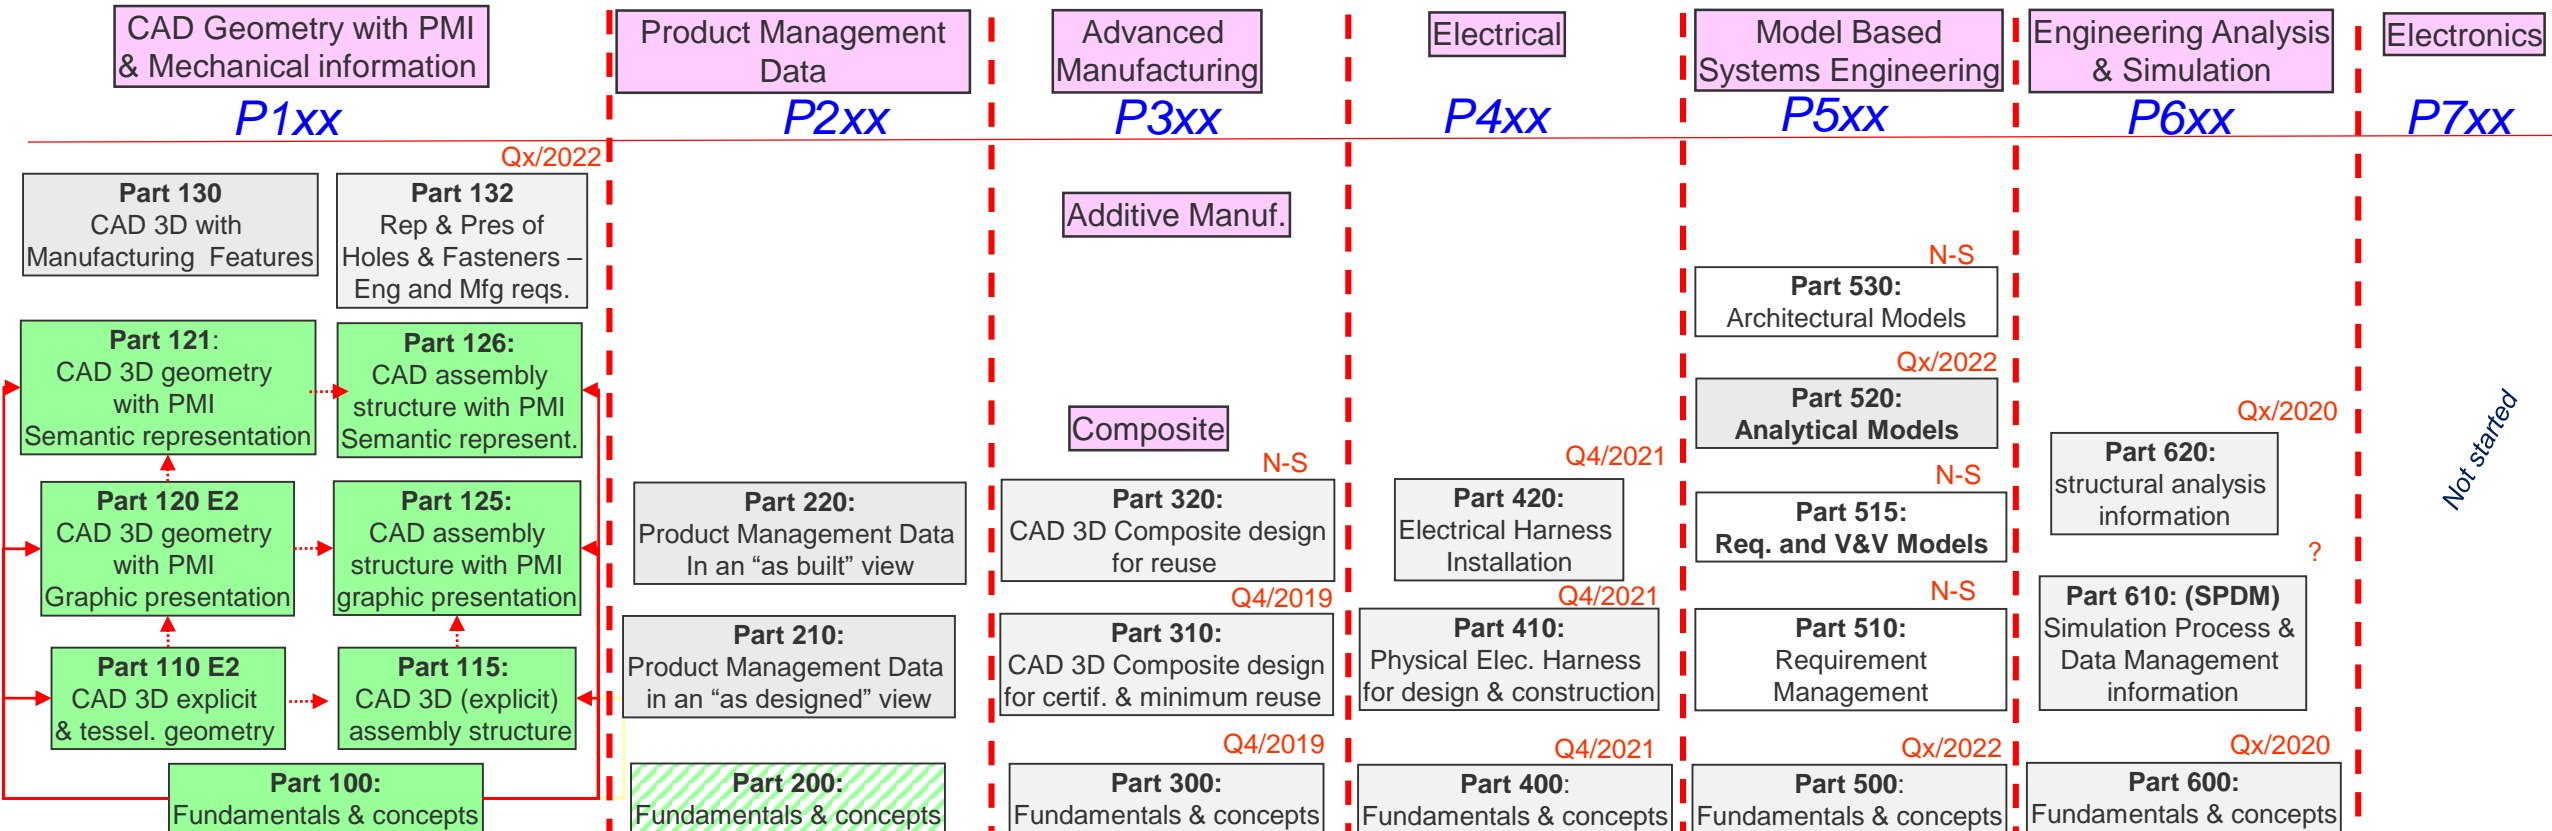 CAD Geometry with PMI
& Mechanical information
P1xx
Product Management
Data
P2xx
Advanced
Manufacturing
P3xx
Electrical
P4xx
Model Based
Systems Engineering
P5xx
Engineering Analysis
& Simulation
P6xx
Electronics
P7xx
Qx/2022
Part 130
CAD 3D with
Manufacturing Features
Part 132
Rep & Pres of
Holes & Fasteners –
Eng and Mfg reqs.
Part 121:
CAD 3D geometry
with PMI
Semantic representation
Part 126:
CAD assembly
structure with PMI
Semantic represent.
Part 120 E2
CAD 3D geometry
with PMI
Graphic presentation
Part 125:
CAD assembly
structure with PMI
graphic presentation
Part 110 E2
CAD 3D explicit
& tessel. geometry
Part 115:
CAD 3D (explicit)
assembly structure
Part 100:
Fundamentals & concepts
Part 220:
Product Management Data
In an “as built” view
Part 210:
Product Management Data
in an “as designed” view
Part 200:
Fundamentals & concepts
Additive Manuf.
Composite
N-S
Part 320:
CAD 3D Composite design
for reuse
Q4/2019
Part 310:
CAD 3D Composite design
for certif. & minimum reuse
Q4/2019
Part 300:
Fundamentals & concepts
Q4/2021
Part 420:
Electrical Harness
Installation
Q4/2021
Part 410:
Physical Elec. Harness
for design & construction
Q4/2021
Part 400:
Fundamentals & concepts
N-S
Part 530:
Architectural Models
Qx/2022
Part 520:
Analytical Models
N-S
Part 515:
Req. and V&V Models
N-S
Part 510:
Requirement
Management
Qx/2022
Part 500:
Fundamentals & concepts
Qx/2020
Part 620:
structural analysis
information
?
Part 610: (SPDM)
Simulation Process &
Data Management
information
Qx/2020
Part 600:
Fundamentals & concepts
Not started